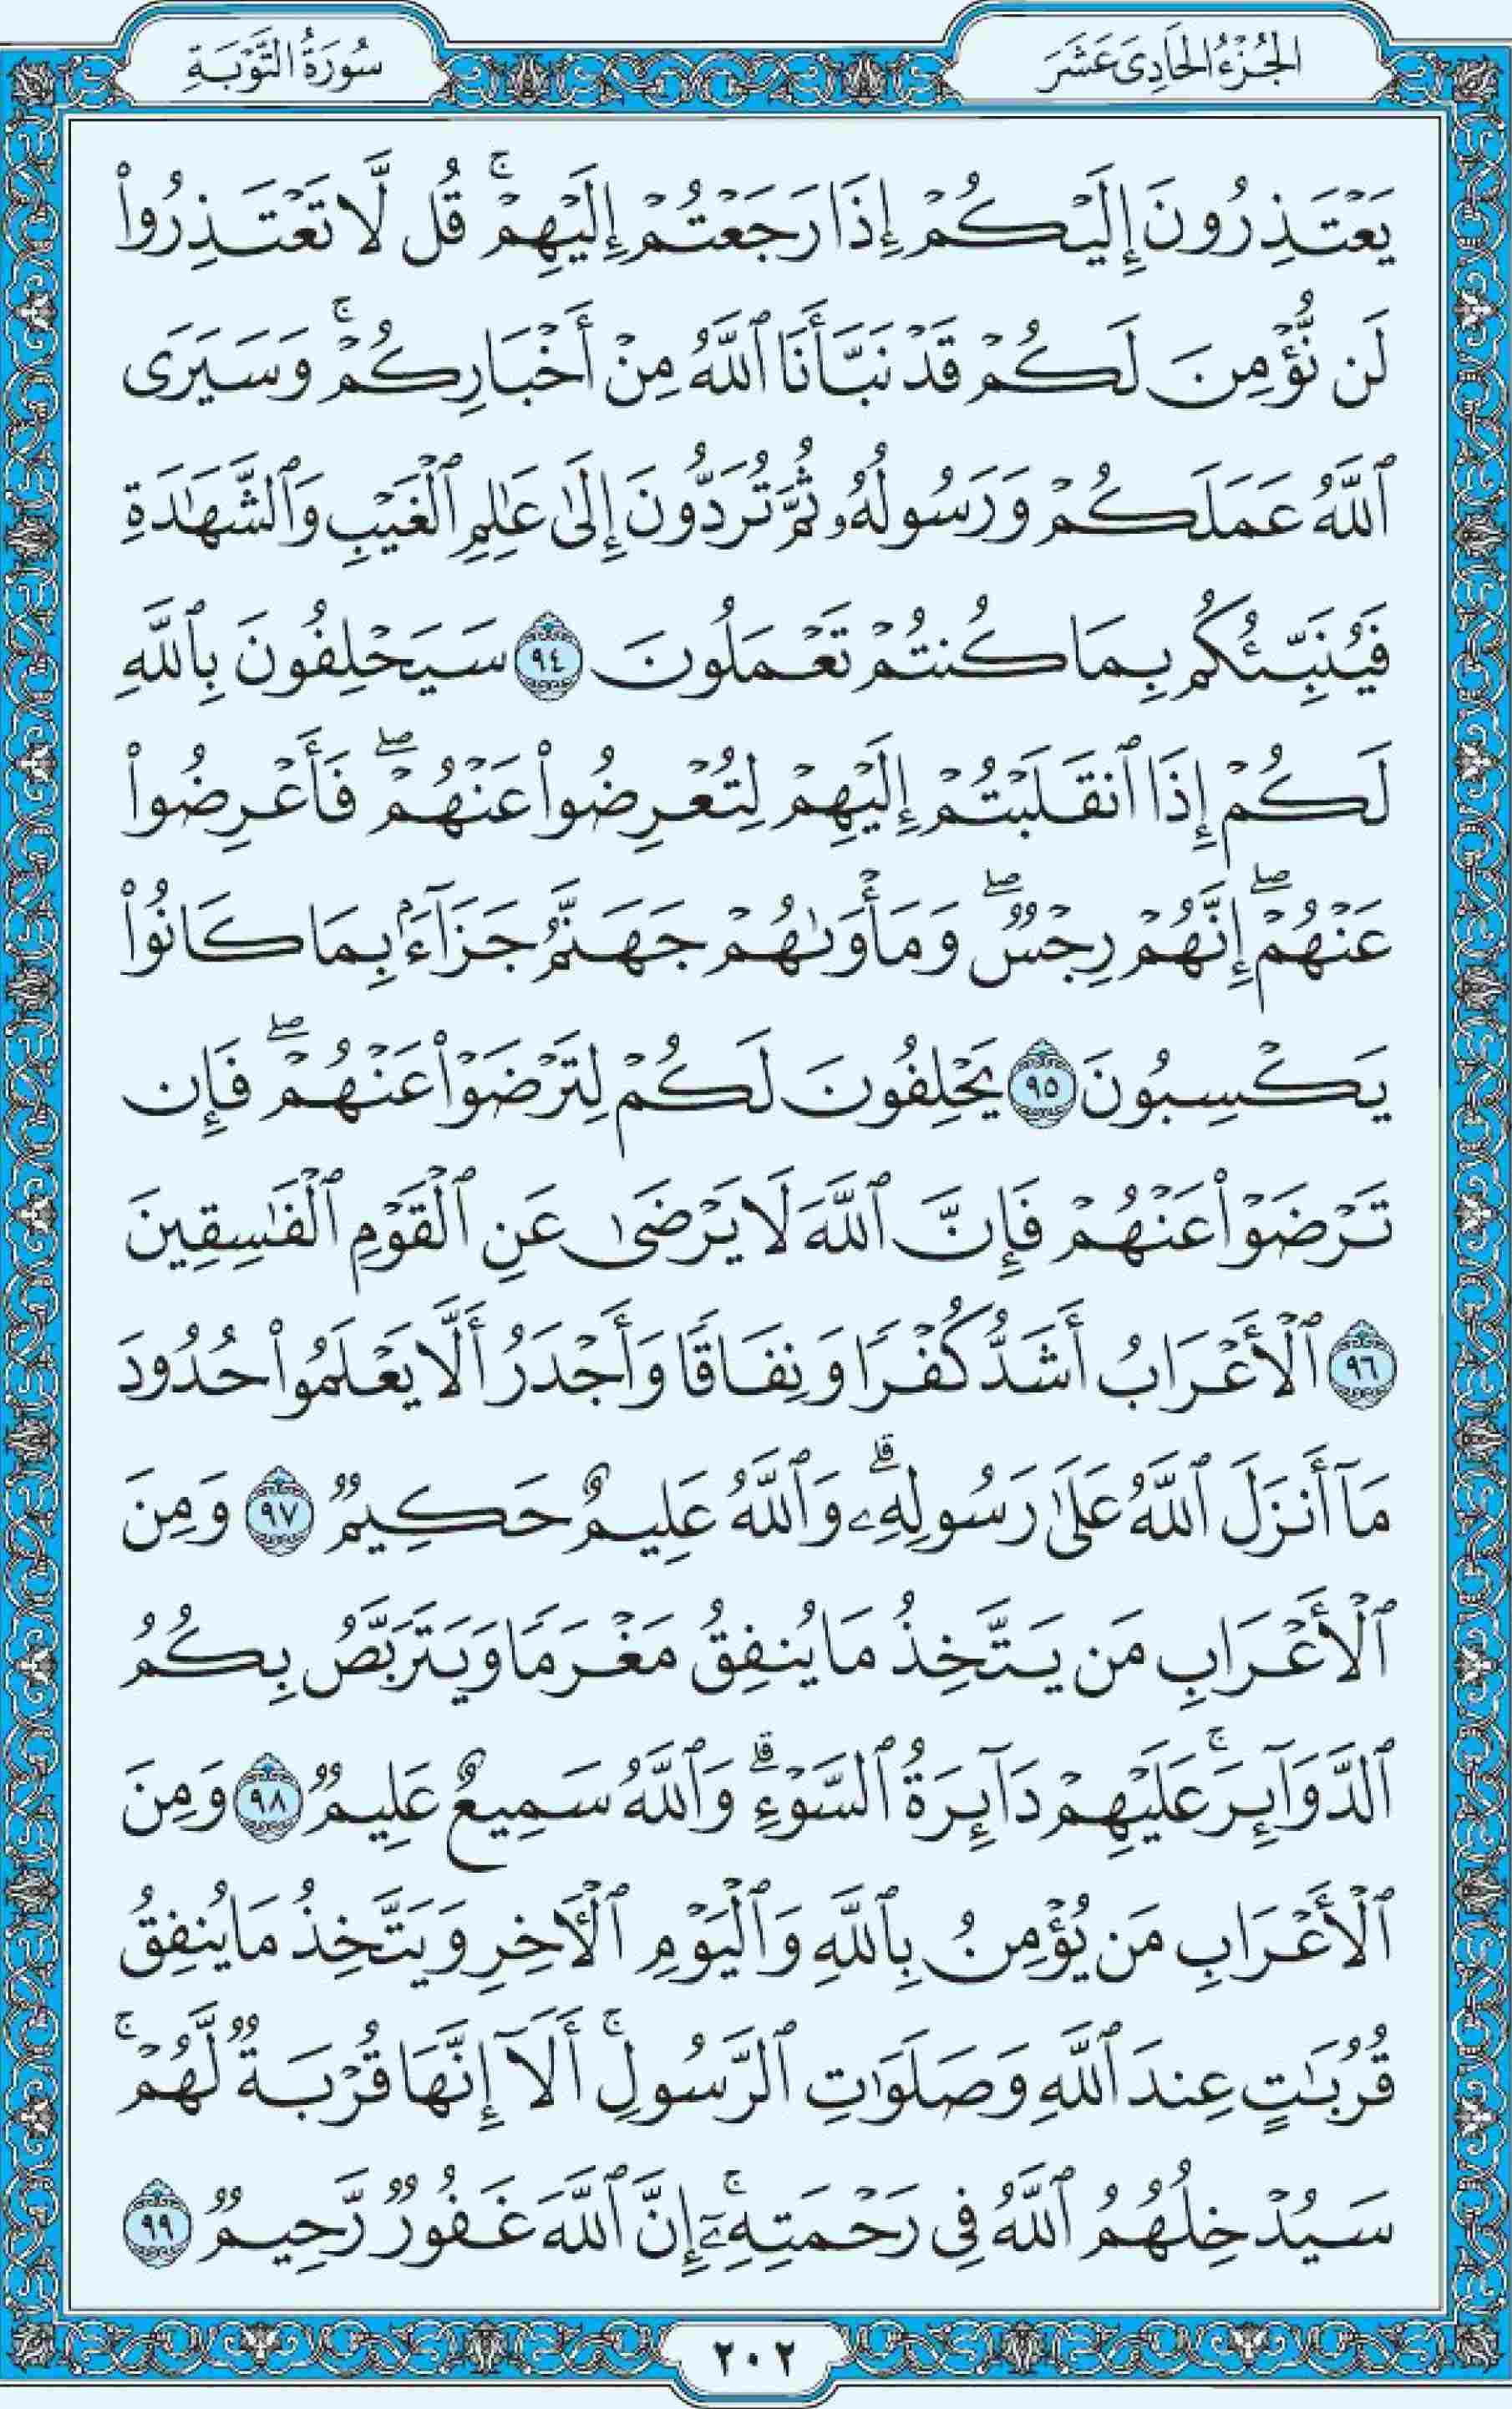 الجُزْءُ الحَادِىَ عَشَرَ
سُورَةُ التَّوْبَةِ
يَعْتَذِرُونَ إِلَيْكُمْ إِذَا رَجَعْتُمْ إِلَيْهِمْۚ قُل لَّا تَعْتَذِرُوا۟
لَن نُّؤْمِنَ لَكُمْ قَدْ نَبَّأَنَا ٱللَّهُ مِنْ أَخْبَارِكُمْۚ وَسَيَرَى
ٱللَّهُ عَمَلَكُمْ وَرَسُولُهُۥ ثُمَّ تُرَدُّونَ إِلَىٰ عَٰلِمِ ٱلْغَيْبِ وَٱلشَّهَٰدَةِ
فَيُنَبِّئُكُم بِمَا كُنتُمْ تَعْمَلُونَ ٩٤ سَيَحْلِفُونَ بِٱللَّهِ
لَكُمْ إِذَا ٱنقَلَبْتُمْ إِلَيْهِمْ لِتُعْرِضُوا۟ عَنْهُمْۖ فَأَعْرِضُوا۟
عَنْهُمْۖ إِنَّهُمْ رِجْسٌۖ وَمَأْوَىٰهُمْ جَهَنَّمُ جَزَآءًۢ بِمَا كَانُوا۟
يَكْسِبُونَ ٩٥ يَحْلِفُونَ لَكُمْ لِتَرْضَوْا۟ عَنْهُمْۖ فَإِن
تَرْضَوْا۟ عَنْهُمْ فَإِنَّ ٱللَّهَ لَا يَرْضَىٰ عَنِ ٱلْقَوْمِ ٱلْفَٰسِقِينَ
٩٦ ٱلْأَعْرَابُ أَشَدُّ كُفْرًا وَنِفَاقًا وَأَجْدَرُ أَلَّا يَعْلَمُوا۟ حُدُودَ
مَآ أَنزَلَ ٱللَّهُ عَلَىٰ رَسُولِهِۦۗ وَٱللَّهُ عَلِيمٌ حَكِيمٌ ٩٧ وَمِنَ
ٱلْأَعْرَابِ مَن يَتَّخِذُ مَا يُنفِقُ مَغْرَمًا وَيَتَرَبَّصُ بِكُمُ
ٱلدَّوَآئِرَۚ عَلَيْهِمْ دَآئِرَةُ ٱلسَّوْءِۗ وَٱللَّهُ سَمِيعٌ عَلِيمٌ ٩٨ وَمِنَ
ٱلْأَعْرَابِ مَن يُؤْمِنُ بِٱللَّهِ وَٱلْيَوْمِ ٱلْءَاخِرِ وَيَتَّخِذُ مَا يُنفِقُ
قُرُبَٰتٍ عِندَ ٱللَّهِ وَصَلَوَٰتِ ٱلرَّسُولِۚ أَلَآ إِنَّهَا قُرْبَةٌ لَّهُمْۚ
سَيُدْخِلُهُمُ ٱللَّهُ فِى رَحْمَتِهِۦٓۚ إِنَّ ٱللَّهَ غَفُورٌ رَّحِيمٌ ٩٩
٢٠٢